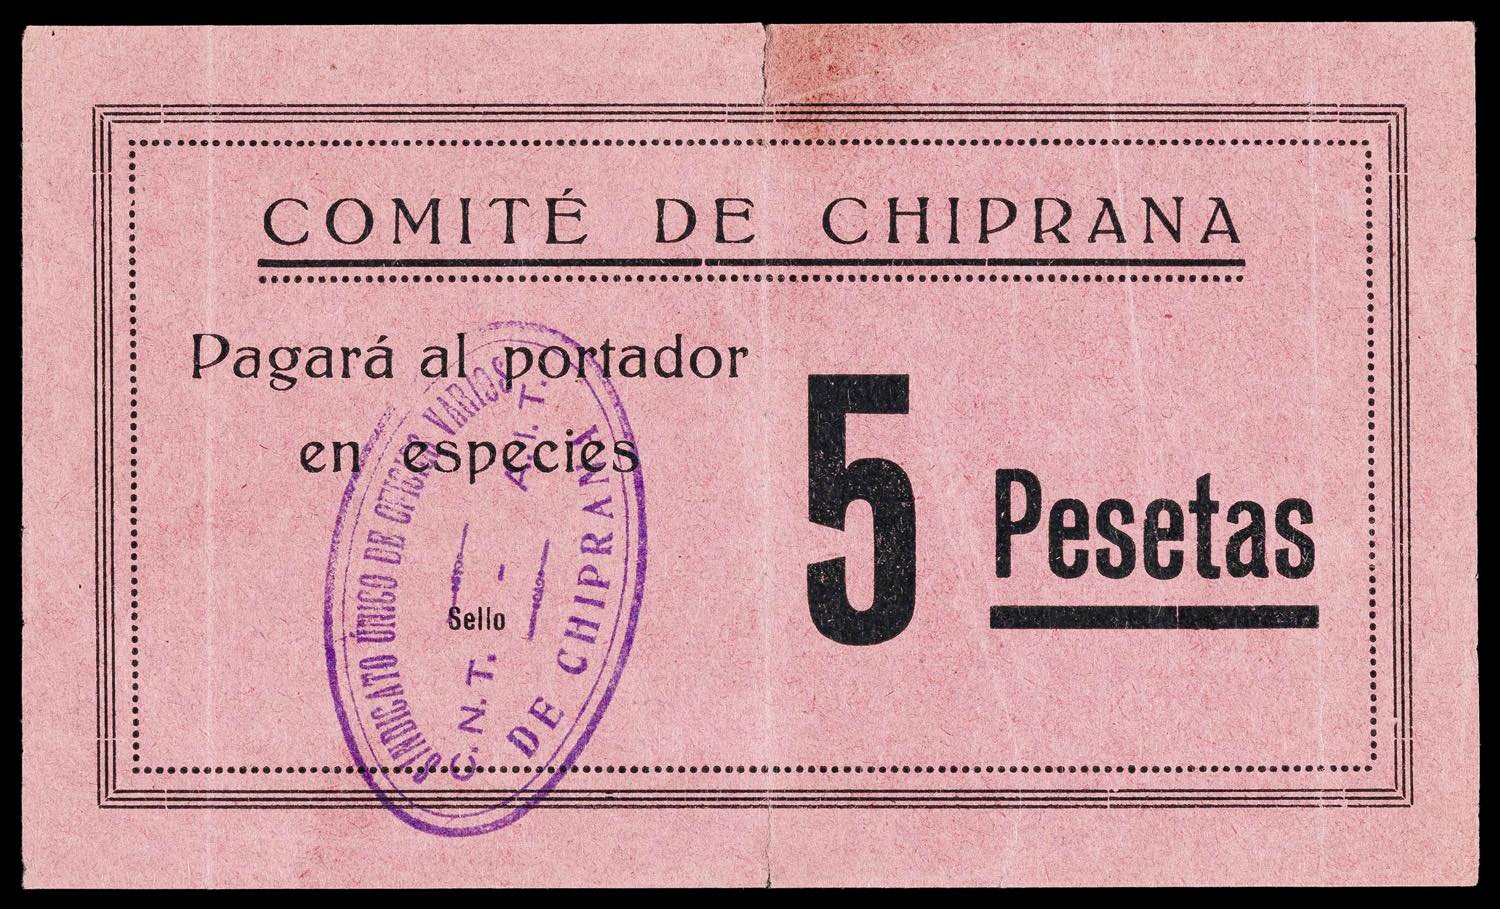 COMITÉ DE CHIPRANA
Pagará al portador
en especies
5 Pesetas
Sello
SINDICATO ÚNICO DE OFICIOS VARIOS
C.N.T. - A.I.T.
DE CHIPRANA